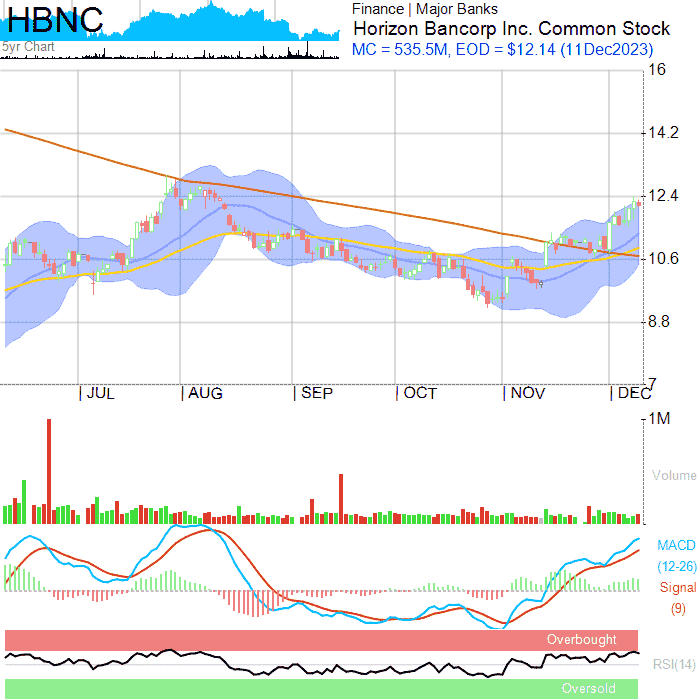 HBNC
5yr Chart
Finance | Major Banks
Horizon Bancorp Inc. Common Stock
MC = 535.5M, EOD = $12.14 (11Dec2023)
16
14.2
12.4
10.6
8.8
7
| JUL | AUG | SEP | OCT | NOV | DEC
1M
Volume
MACD
(12-26)
Signal
(9)
Overbought
RSI(14)
Oversold